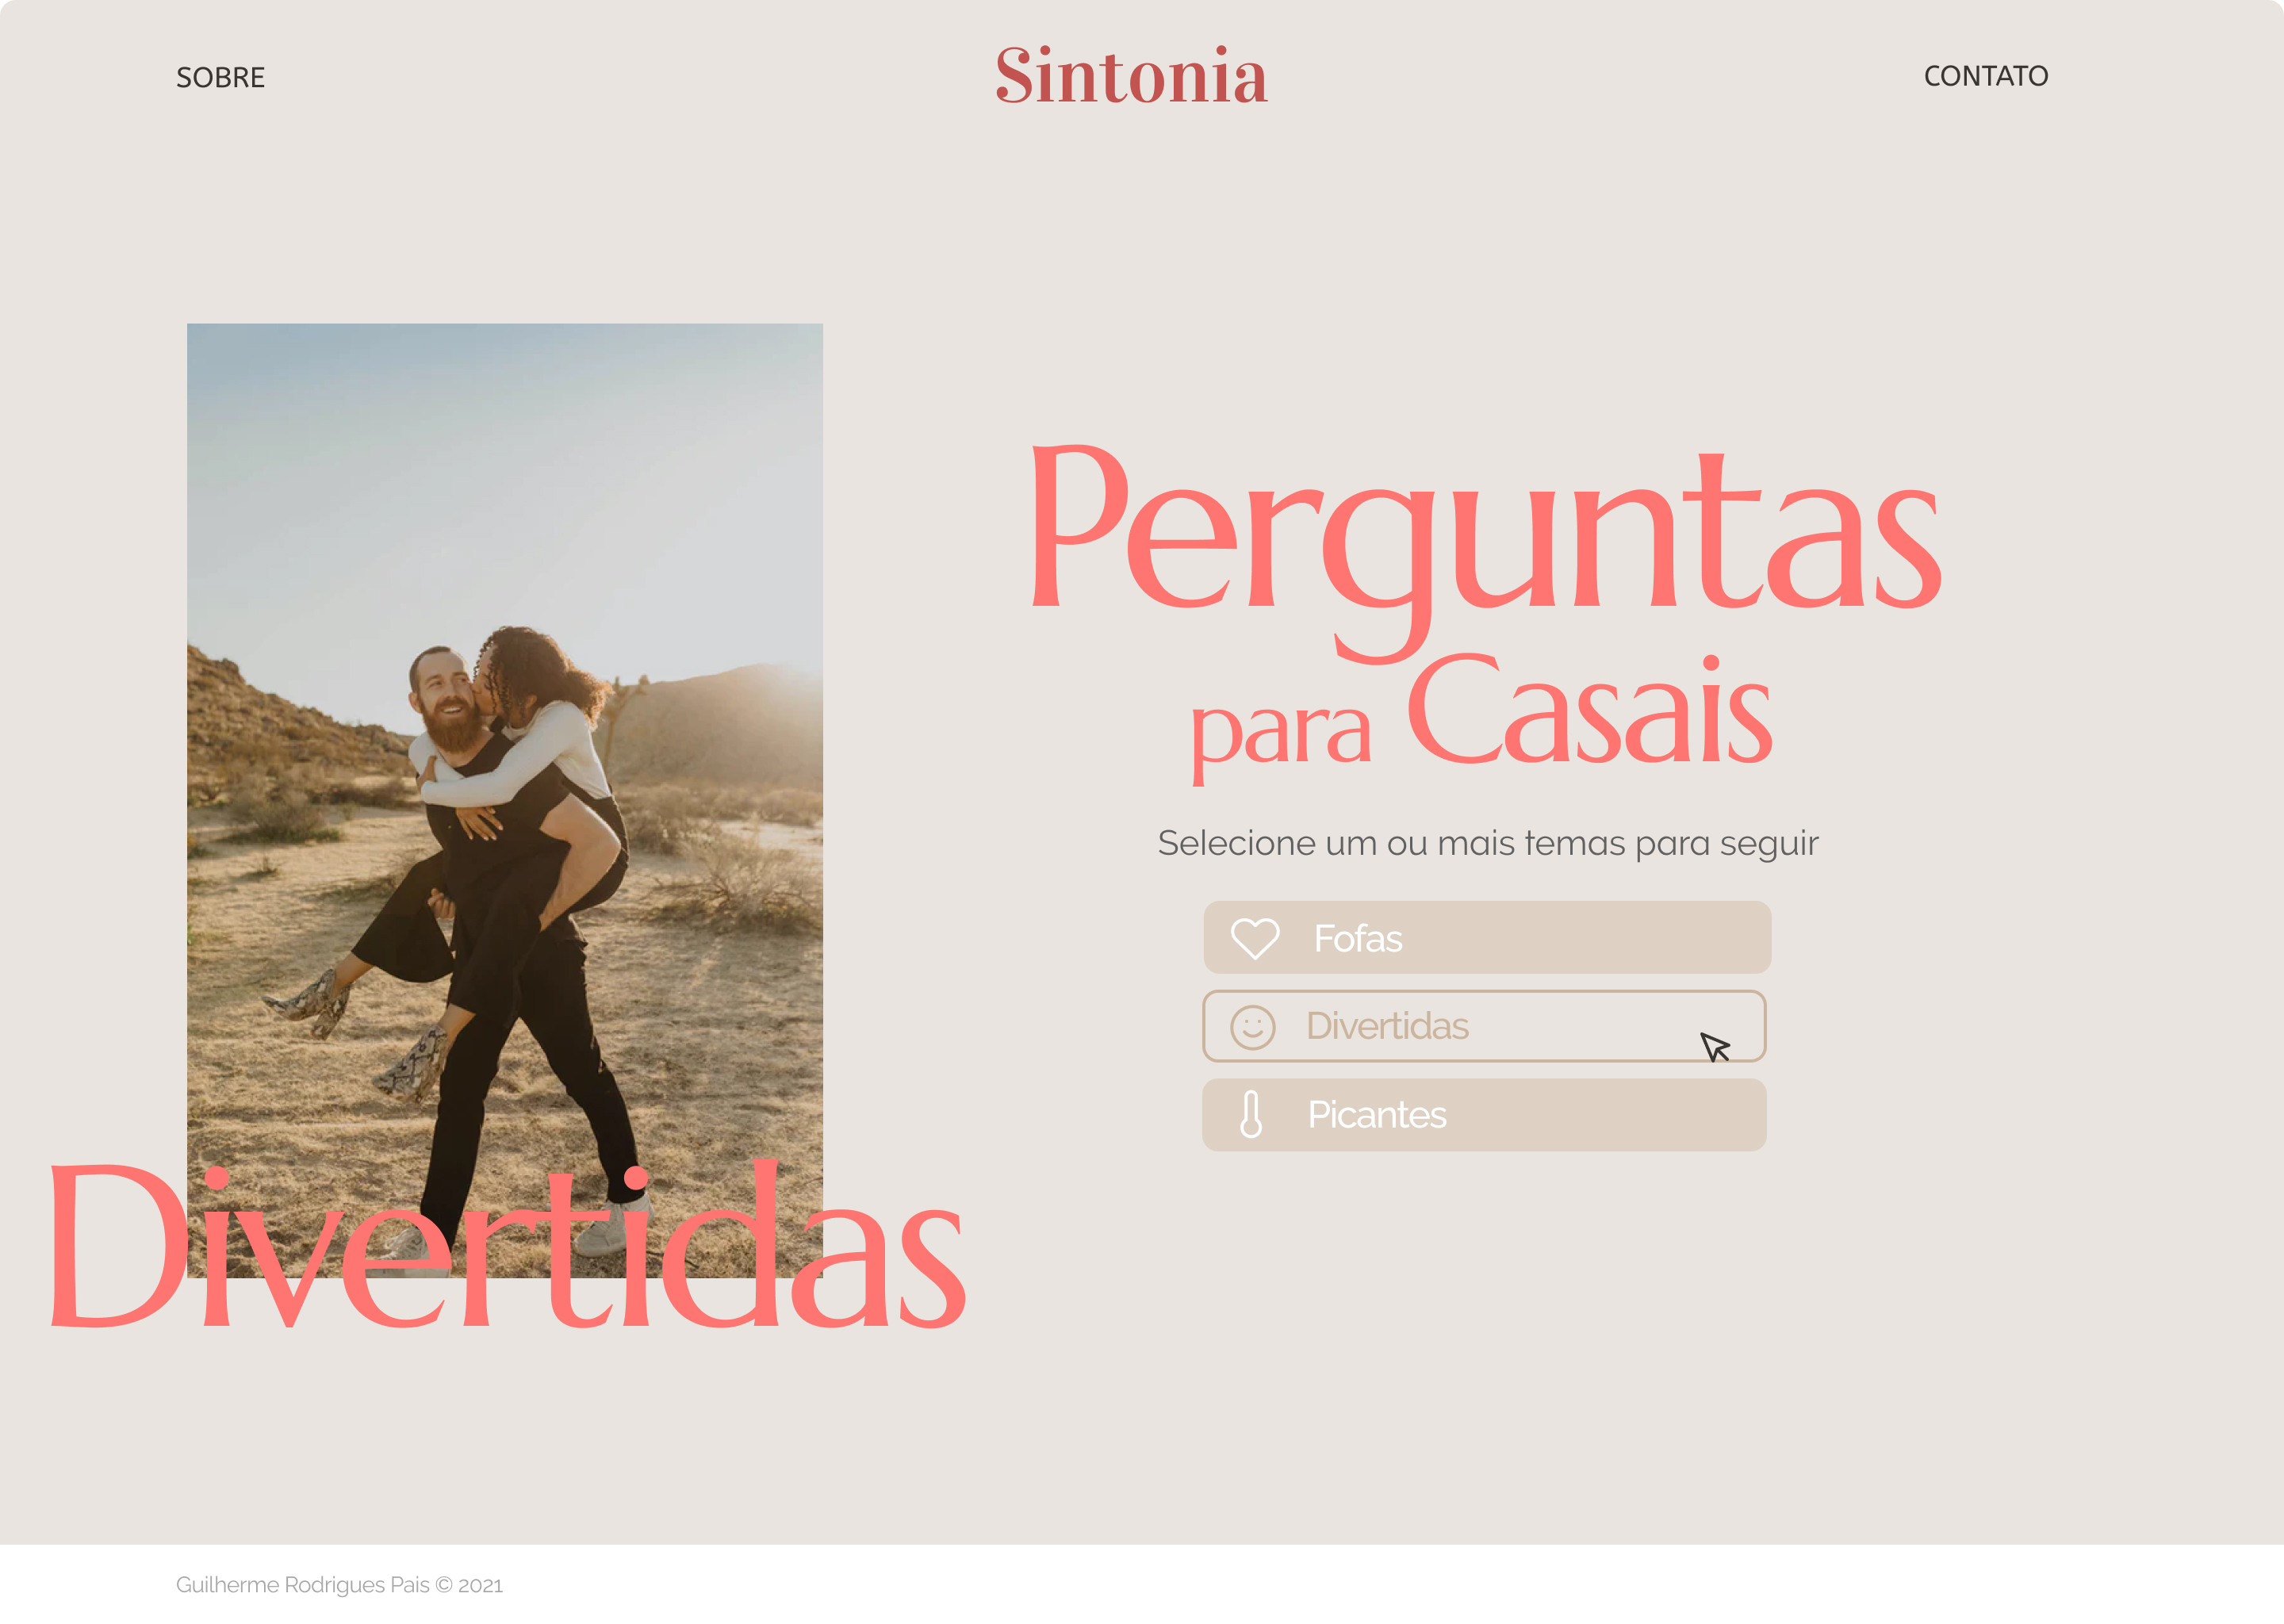 SOBRE
Sintonia
CONTATO
Perguntas
para Casais
Selecione um ou mais temas para seguir
Fofas
Divertidas
Picantes
Divertidas
Guilherme Rodrigues Pais © 2021